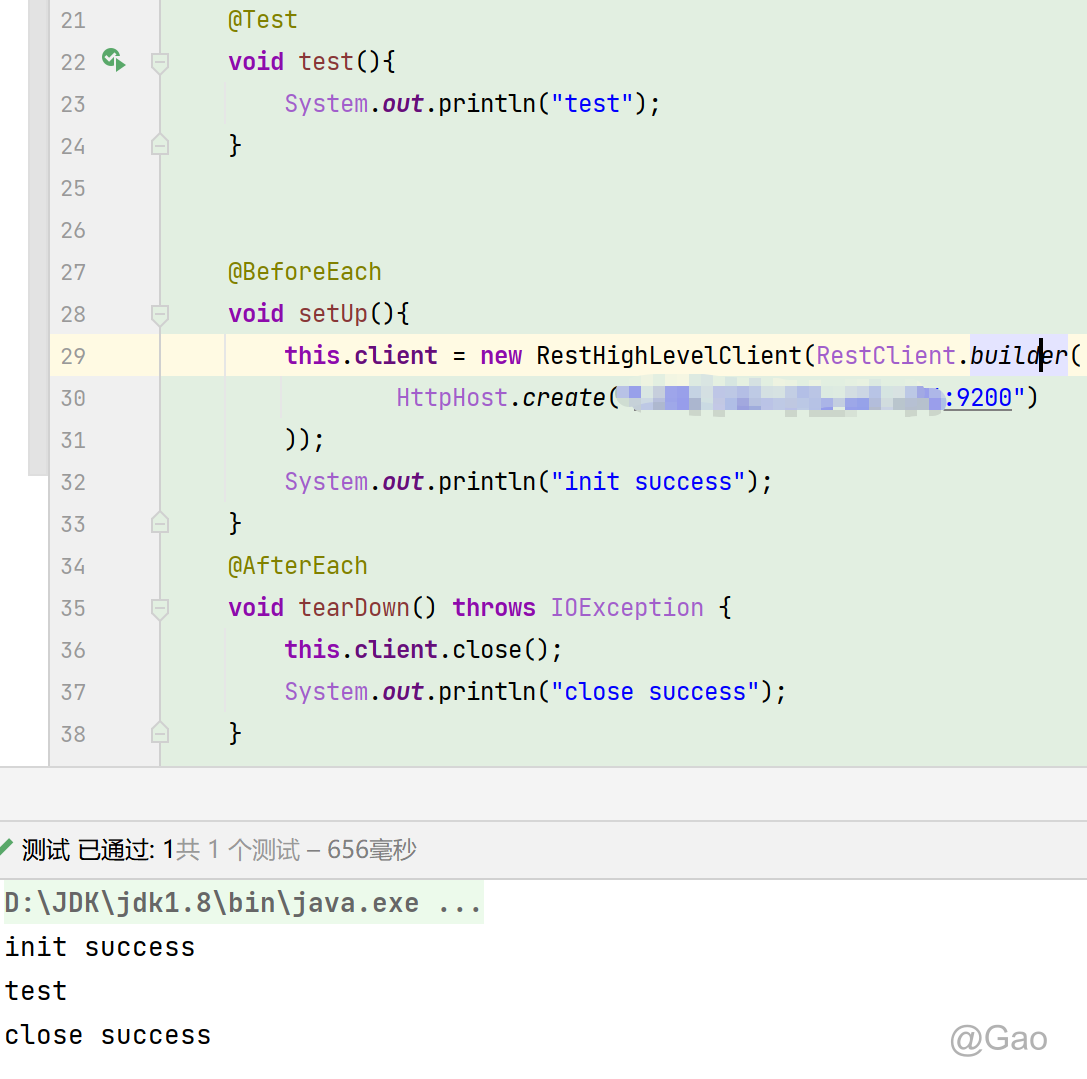 21 @Test
22 void test(){
23 System.out.println("test");
24 }
25
26
27 @BeforeEach
28 void setUp(){
29 this.client = new RestHighLevelClient(RestClient.builder(
30 HttpHost.create( :9200")
31 ));
32 System.out.println("init success");
33 }
34 @AfterEach
35 void tearDown() throws IOException {
36 this.client.close();
37 System.out.println("close success");
38 }
测试 已通过: 1共 1 个测试 – 656毫秒
D:\JDK\jdk1.8\bin\java.exe ...
init success
test
close success
@Gao